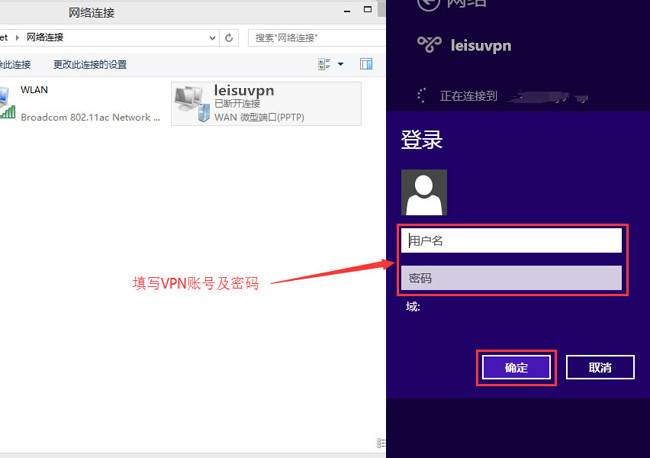 网络连接
et ▸ 网络连接
搜索"网络连接"
此连接
更改此连接的设置
WLAN
Broadcom 802.11ac Network ...
leisuvpn
已断开连接
WAN 微型端口(PPTP)
填写VPN账号及密码
网络
leisuvpn
正在连接到
登录
用户名
密码
域:
确定
取消